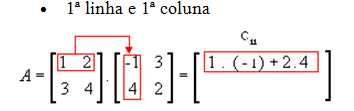 • 1ª linha e 1ª coluna
C₁₁
A = [ 1 2 ] . [ -1 3 ] = [ 1 . (-1) + 2.4 ]
[ 3 4 ] [ 4 2 ]